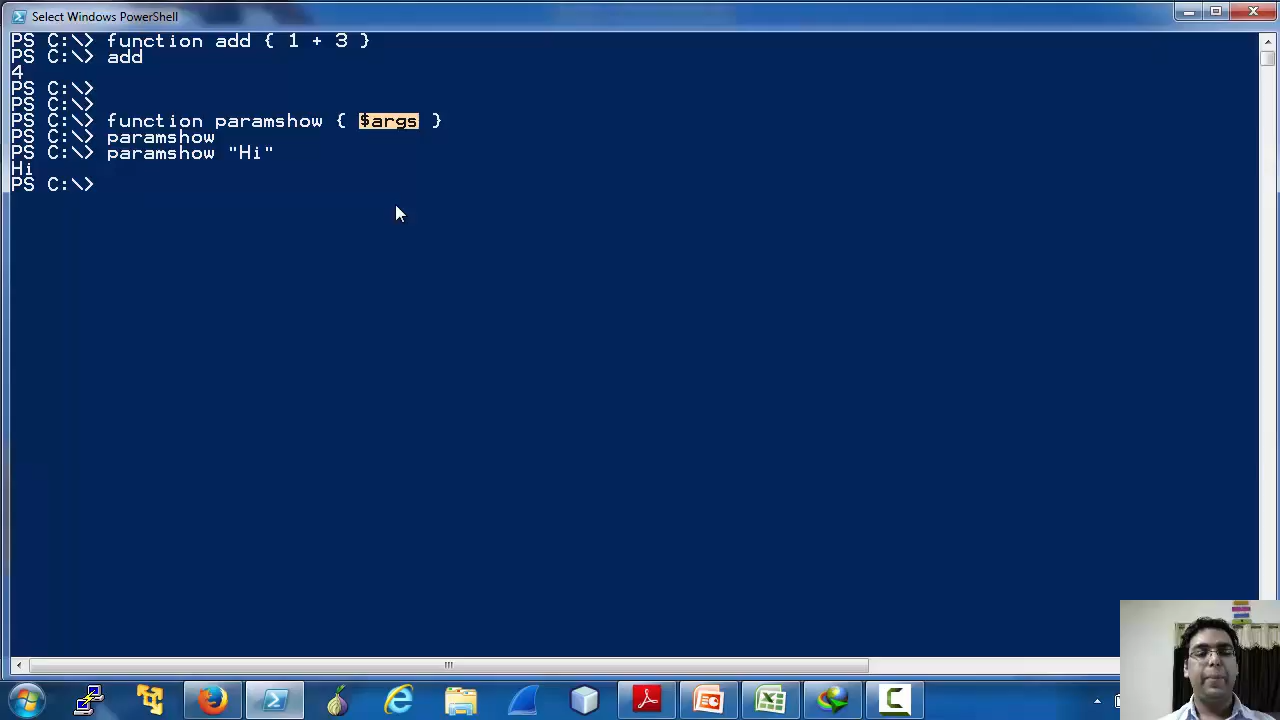 Select Windows PowerShell
PS C:\> function add { 1 + 3 }
PS C:\> add
4
PS C:\>
PS C:\>
PS C:\> function paramshow { $args }
PS C:\> paramshow
PS C:\> paramshow "Hi"
Hi
PS C:\>